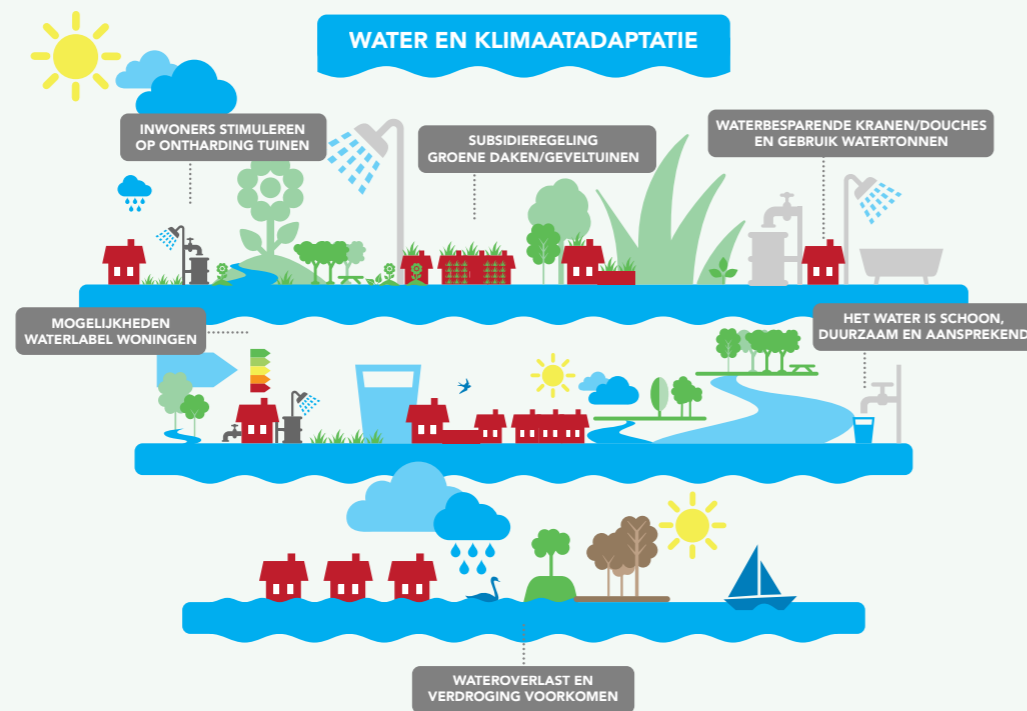 WATER EN KLIMAATADAPTATIE
INWONERS STIMULEREN
OP ONTHARDING TUINEN
SUBSIDIEREGELING
GROENE DAKEN/GEVELTUINEN
WATERBESPARENDE KRANEN/DOUCHES
EN GEBRUIK WATERTONNEN
MOGELIJKHEDEN
WATERLABEL WONINGEN
HET WATER IS SCHOON,
DUURZAAM EN AANSPREKEND
WATEROVERLAST EN
VERDROGING VOORKOMEN